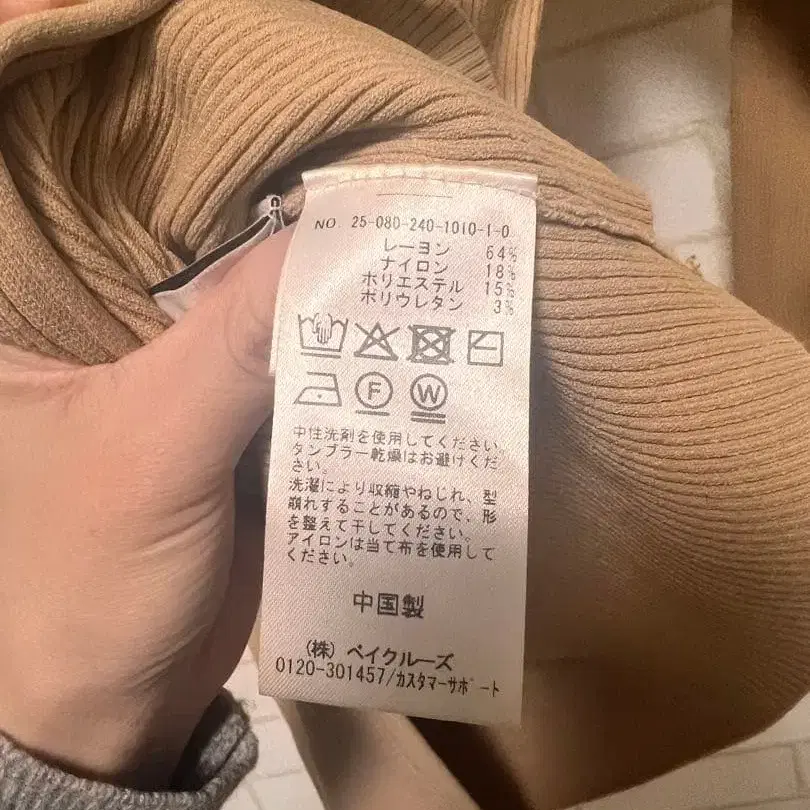 NO. 25-080-240-1010-1-0
レーヨン 64%
ナイロン 18%
ポリエステル 15%
ポリウレタン 3%
F W
中性洗剤を使用してください。
タンブラー乾燥はお避けくだ
さい。
洗濯により収縮やねじれ、型
崩れすることがあるので、形
を整えて干してください。
アイロンは当て布を使用して
ください。
中国製
(株) ベイクルーズ
0120-301457/カスタマーサポート